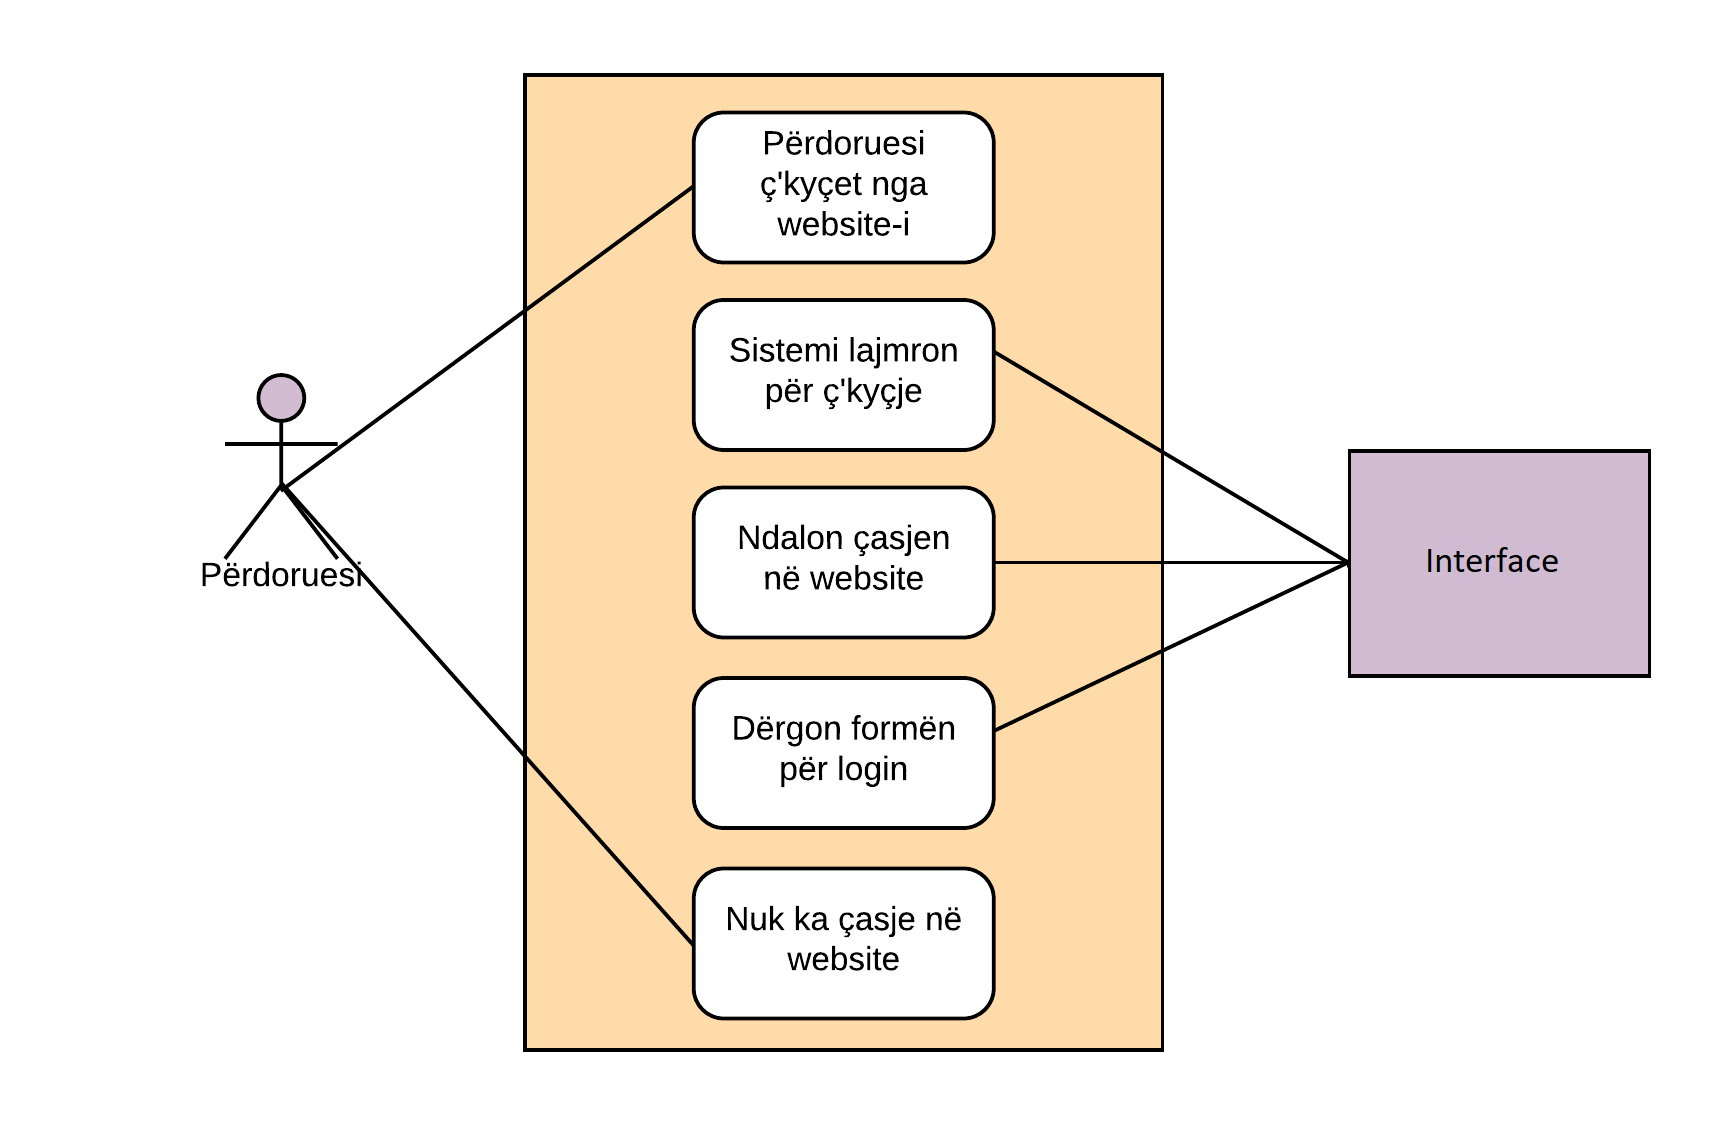 Përdoruesi
ç'kyçet nga
website-i
Sistemi lajmron
për ç'kyçje
Ndalon çasjen
në website
Dërgon formën
për login
Nuk ka çasje në
website
Përdoruesi
Interface